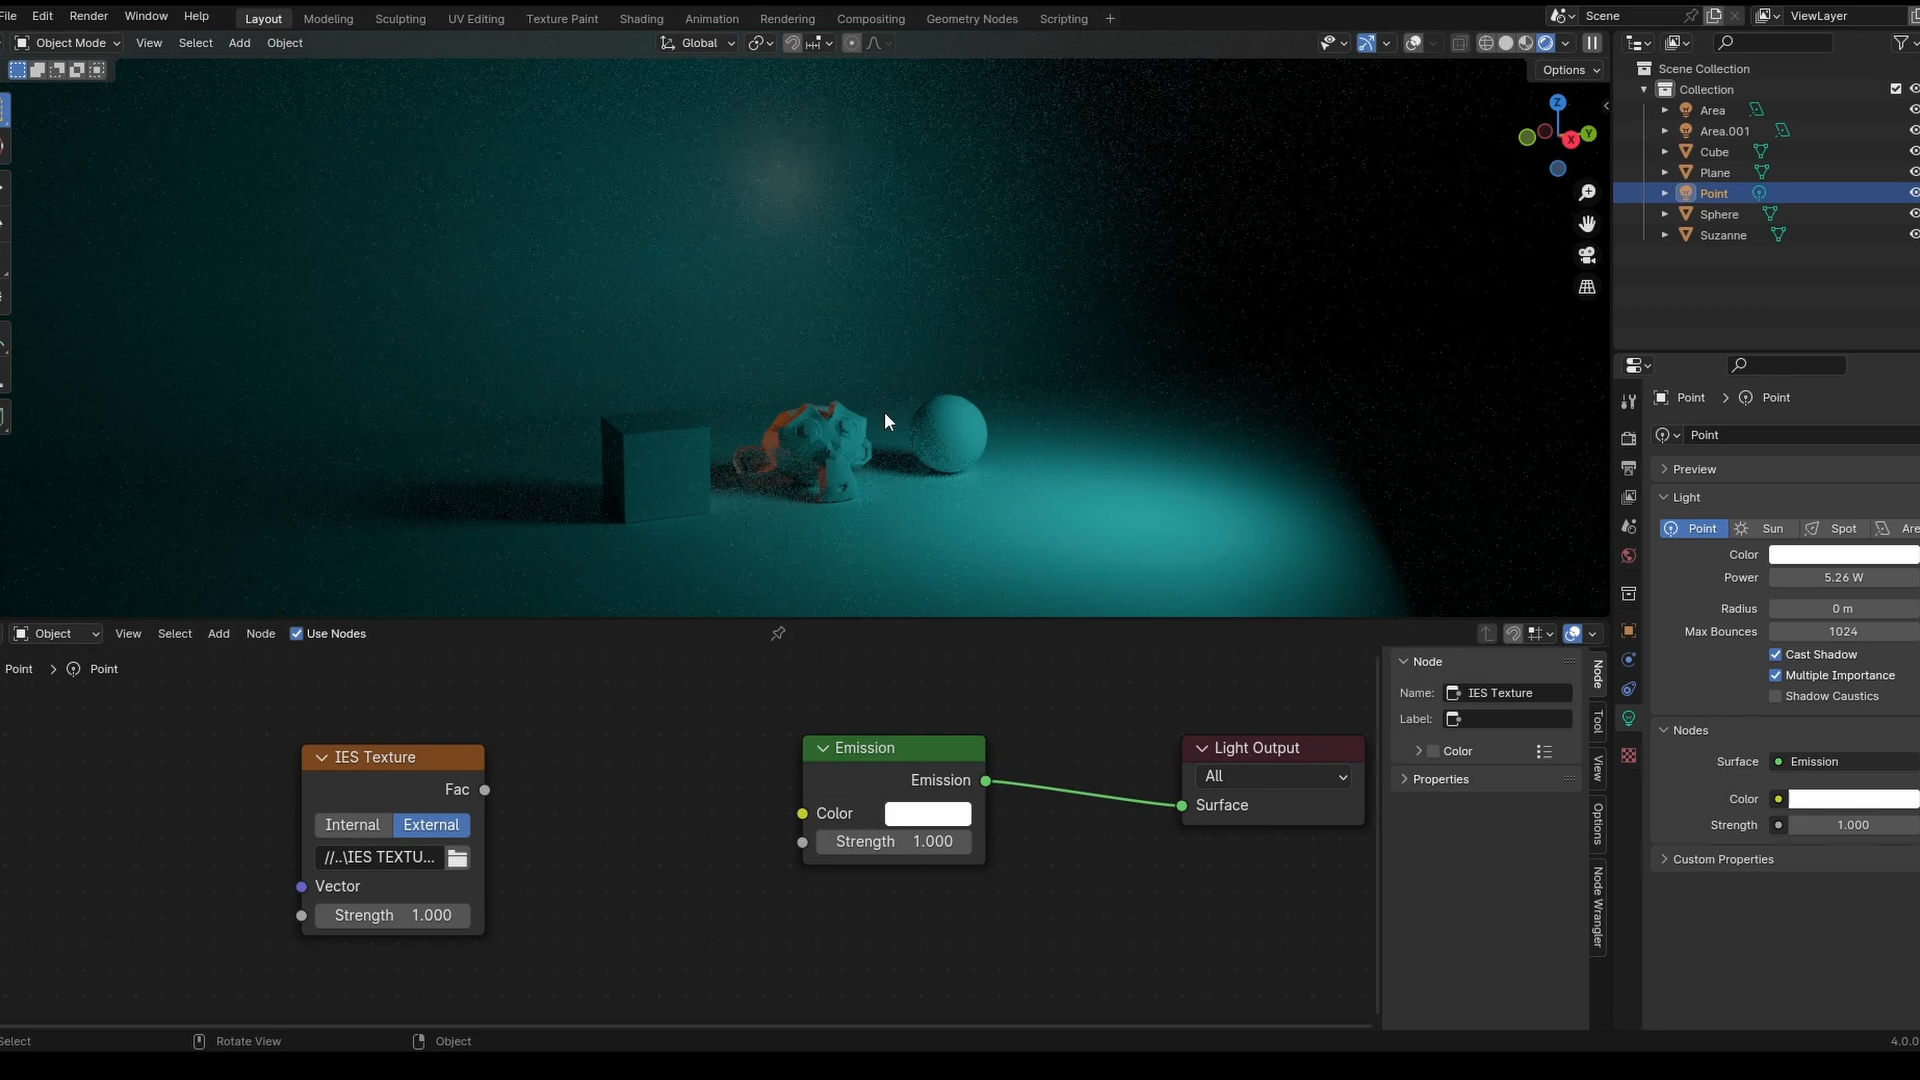 File Edit Render Window Help Layout Modeling Sculpting UV Editing Texture Paint Shading Animation Rendering Compositing Geometry Nodes Scripting + Scene ViewLayer
Object Mode View Select Add Object Global
Options
Scene Collection
Collection
Area
Area.001
Cube
Plane
Point
Sphere
Suzanne
Z
Y
X
Point > Point
Point
Preview
Light
Point Sun Spot Are
Color
Power 5.26 W
Radius 0 m
Max Bounces 1024
Cast Shadow
Multiple Importance
Shadow Caustics
Nodes
Surface Emission
Color
Strength 1.000
Custom Properties
Object View Select Add Node Object Use Nodes
Point > Point
IES Texture
Fac
Internal External
//..\IES TEXTU...
Vector
Strength 1.000
Emission
Emission
Color
Strength 1.000
Light Output
All
Surface
Node
Name: IES Texture
Label:
Color
Properties
Node
Tool
View
Options
Node Wrangler
Select Rotate View Object 4.0.0